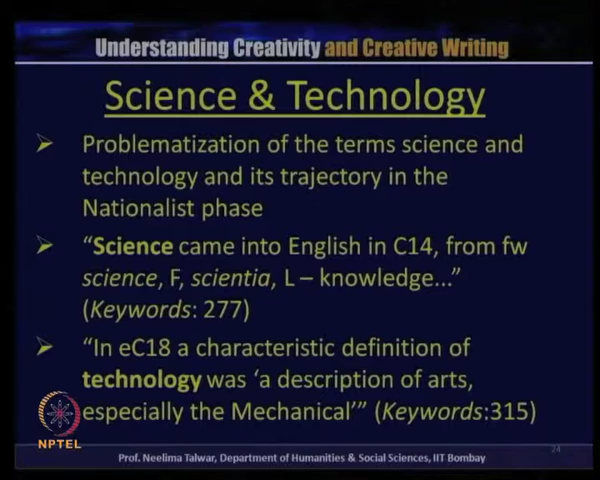 Understanding Creativity and Creative Writing
Science & Technology
➢ Problematization of the terms science and
technology and its trajectory in the
Nationalist phase
➢ “Science came into English in C14, from fw
science, F, scientia, L – knowledge...”
(Keywords: 277)
➢ “In eC18 a characteristic definition of
technology was ‘a description of arts,
especially the Mechanical’” (Keywords:315)
NPTEL
24
Prof. Neelima Talwar, Department of Humanities & Social Sciences, IIT Bombay